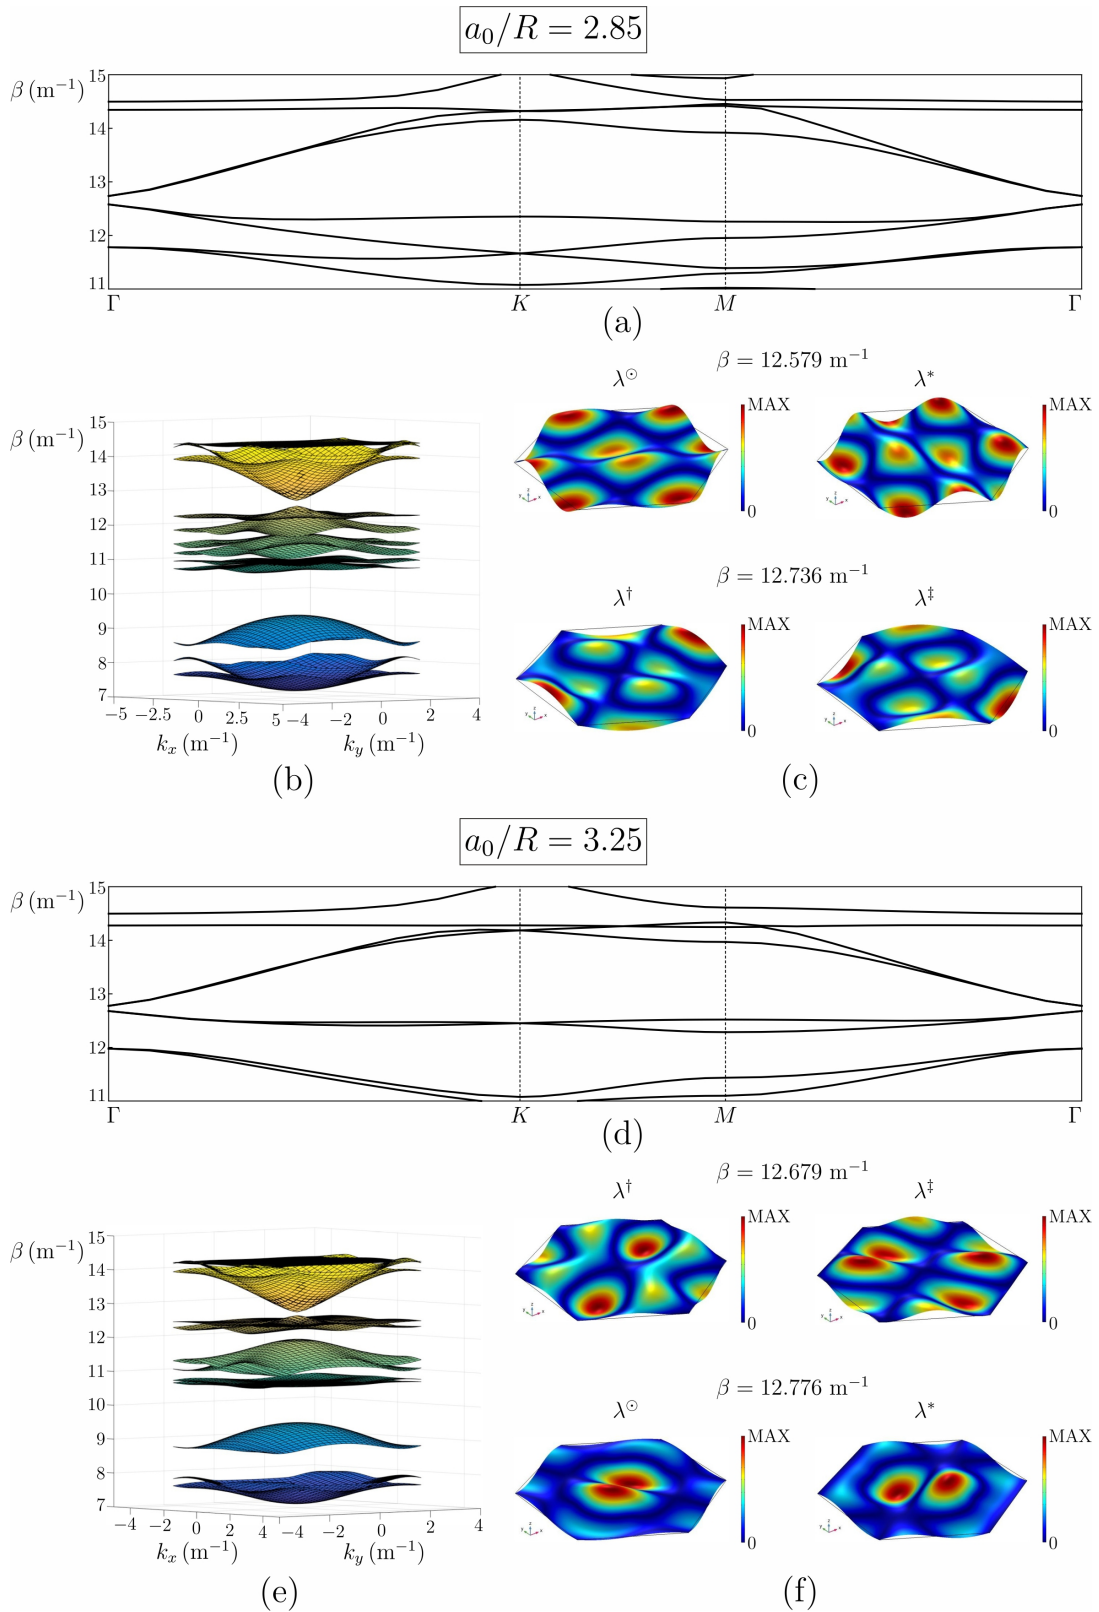 a₀/R = 2.85
β (m⁻¹)
15
14
13
12
11
Γ
K
M
Γ
(a)
β (m⁻¹)
15
14
13
12
11
10
9
8
7
−5 −2.5 0 2.5 5 −4 −2 0 2 4
kₓ (m⁻¹) k_y (m⁻¹)
(b)
β = 12.579 m⁻¹
λ^⊙ λ^*
MAX MAX
0 0
β = 12.736 m⁻¹
λ^† λ^‡
MAX MAX
0 0
(c)
a₀/R = 3.25
β (m⁻¹)
15
14
13
12
11
Γ
K
M
Γ
(d)
β (m⁻¹)
15
14
13
12
11
10
9
8
7
−4 −2 0 2 4 −4 −2 0 2 4
kₓ (m⁻¹) k_y (m⁻¹)
(e)
β = 12.679 m⁻¹
λ^† λ^‡
MAX MAX
0 0
β = 12.776 m⁻¹
λ^⊙ λ^*
MAX MAX
0 0
(f)